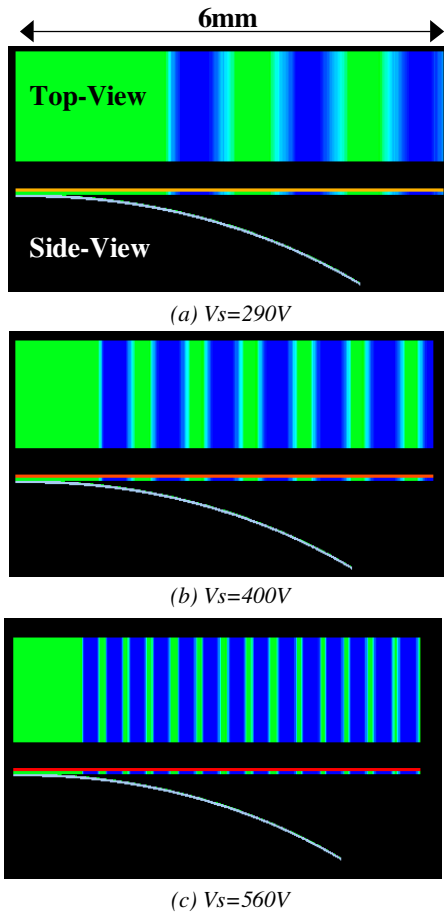 6mm
Top-View
Side-View
(a) Vs=290V
(b) Vs=400V
(c) Vs=560V